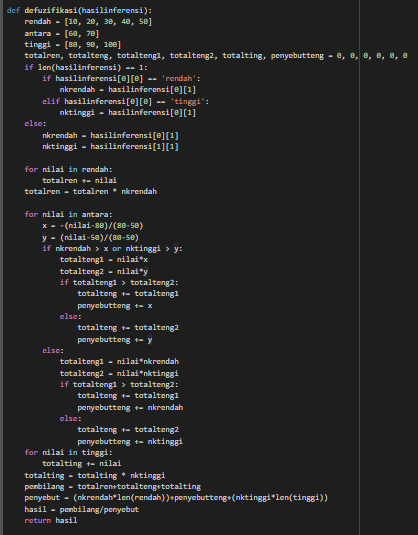 def defuzifikasi(hasilinferensi):
    rendah = [10, 20, 30, 40, 50]
    antara = [60, 70]
    tinggi = [80, 90, 100]
    totalren, totalteng, totalteng1, totalteng2, totalting, penyebutteng = 0, 0, 0, 0, 0, 0
    if len(hasilinferensi) == 1:
        if hasilinferensi[0][0] == 'rendah':
            nkrendah = hasilinferensi[0][1]
        elif hasilinferensi[0][0] == 'tinggi':
            nktinggi = hasilinferensi[0][1]
    else:
        nkrendah = hasilinferensi[0][1]
        nktinggi = hasilinferensi[1][1]

    for nilai in rendah:
        totalren += nilai
    totalren = totalren * nkrendah

    for nilai in antara:
        x = -(nilai-80)/(80-50)
        y = (nilai-50)/(80-50)
        if nkrendah > x or nktinggi > y:
            totalteng1 = nilai*x
            totalteng2 = nilai*y
            if totalteng1 > totalteng2:
                totalteng += totalteng1
                penyebutteng += x
            else:
                totalteng += totalteng2
                penyebutteng += y
        else:
            totalteng1 = nilai*nkrendah
            totalteng2 = nilai*nktinggi
            if totalteng1 > totalteng2:
                totalteng += totalteng1
                penyebutteng += nkrendah
            else:
                totalteng += totalteng2
                penyebutteng += nktinggi
    for nilai in tinggi:
        totalting += nilai
    totalting = totalting * nktinggi
    pembilang = totalren+totalteng+totalting
    penyebut = (nkrendah*len(rendah))+penyebutteng+(nktinggi*len(tinggi))
    hasil = pembilang/penyebut
    return hasil